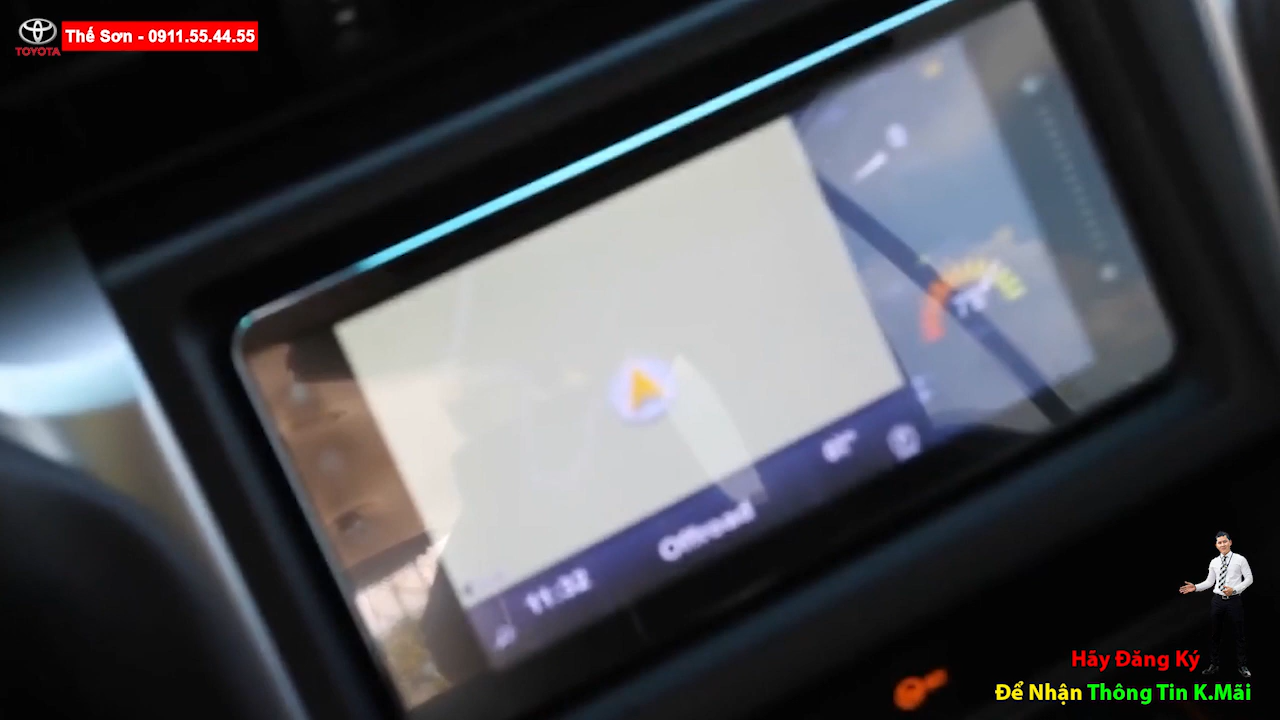 TOYOTA
Thế Sơn - 0911.55.44.55
Offroad
11:32
Hãy Đăng Ký
Để Nhận Thông Tin K.Mãi